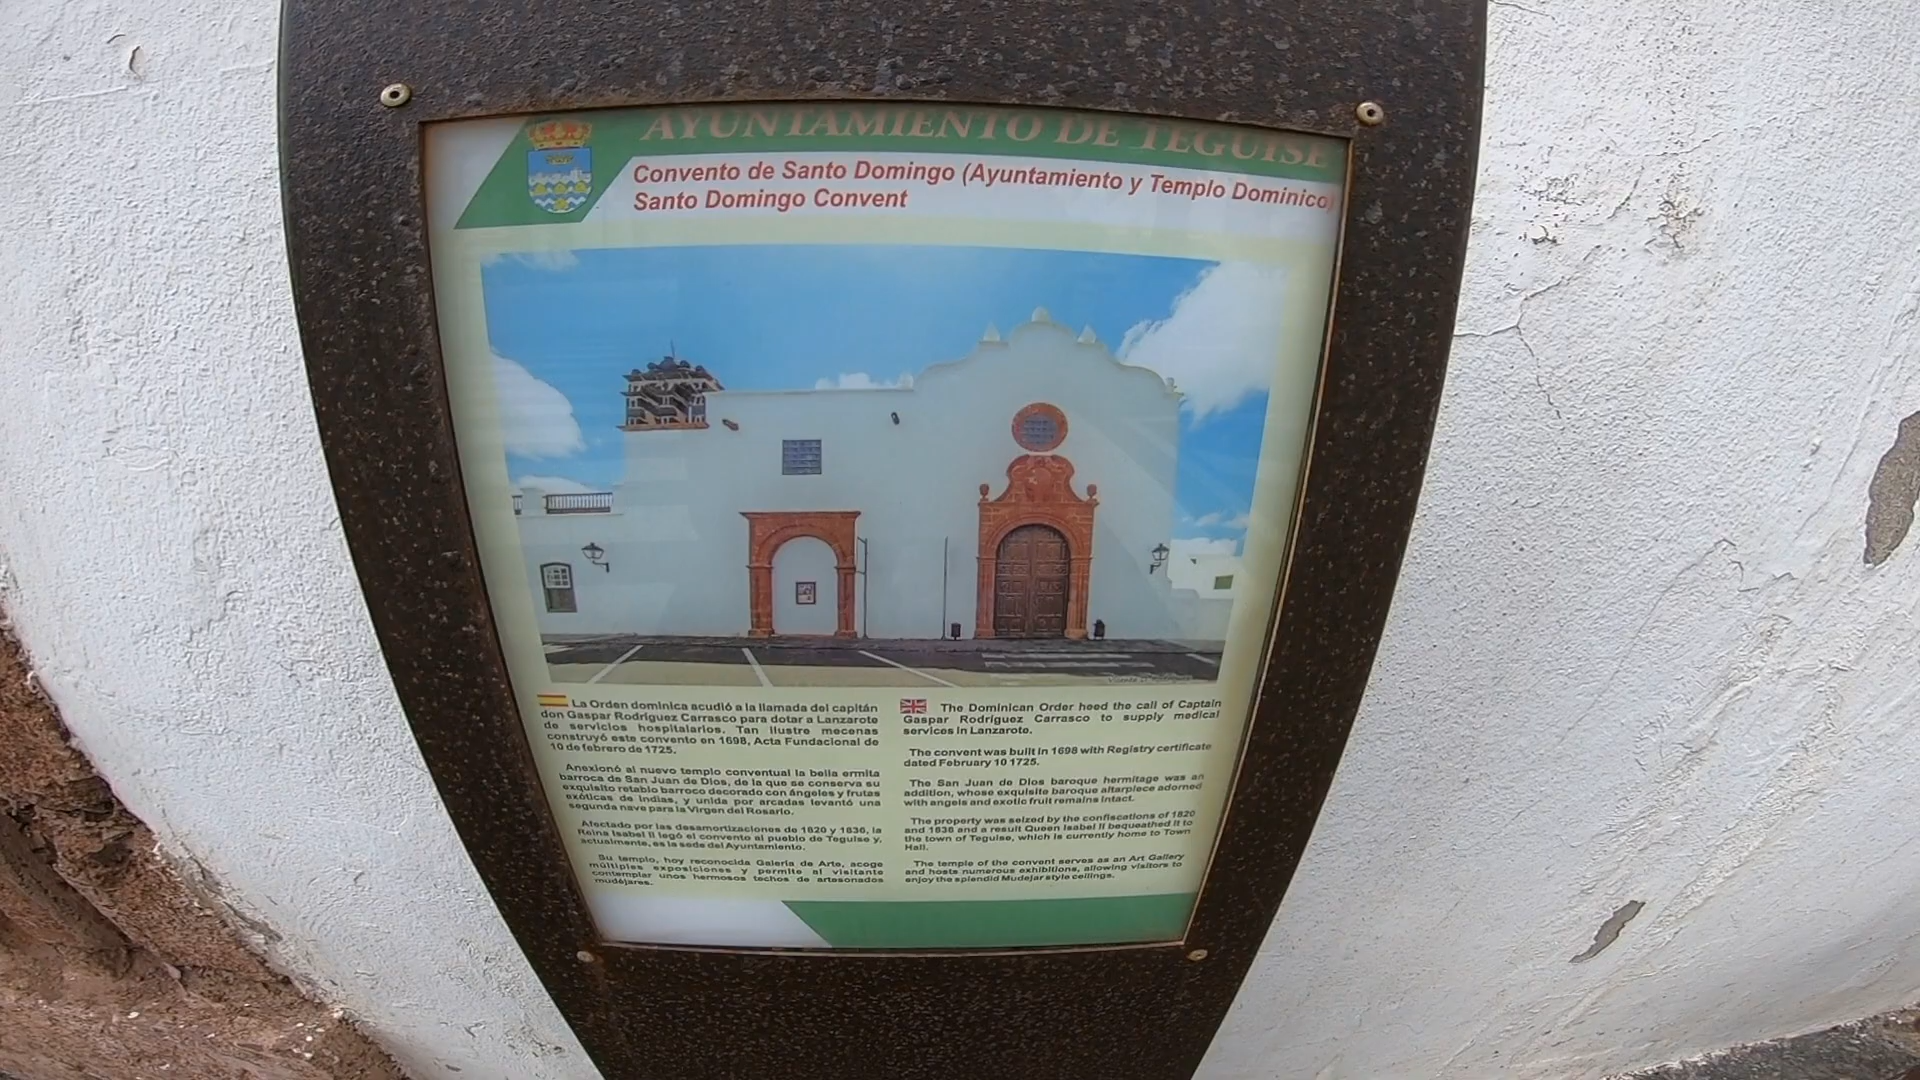 AYUNTAMIENTO DE TEGUISE
Convento de Santo Domingo (Ayuntamiento y Templo Dominico)
Santo Domingo Convent
La Orden dominica acudió a la llamada del capitán
don Gaspar Rodríguez Carrasco para dotar a Lanzarote
de servicios hospitalarios. Tan ilustre mecenas
construyó este convento en 1698, Acta Fundacional de
10 de febrero de 1725.
Anexionó al nuevo templo conventual la bella ermita
barroca de San Juan de Dios, de la que se conserva su
exquisito retablo barroco decorado con ángeles y frutas
exóticas de Indias, y unida por arcadas levantó una
segunda nave para la Virgen del Rosario.
Afectado por las desamortizaciones de 1820 y 1836, la
Reina Isabel II legó el convento al pueblo de Teguise y,
actualmente, es la sede del Ayuntamiento.
Su templo, hoy reconocida Galería de Arte, acoge
múltiples exposiciones y permite al visitante
contemplar unos hermosos techos de artesonados
mudéjares.
The Dominican Order heed the call of Captain
Gaspar Rodríguez Carrasco to supply medical
services in Lanzarote.
The convent was built in 1698 with Registry certificate
dated February 10 1725.
The San Juan de Dios baroque hermitage was an
addition, whose exquisite baroque altarpiece adorned
with angels and exotic fruit remains intact.
The property was seized by the confiscations of 1820
and 1836 and a result Queen Isabel II bequeathed it to
the town of Teguise, which is currently home to Town
Hall.
The temple of the convent serves as an Art Gallery
and hosts numerous exhibitions, allowing visitors to
enjoy the splendid Mudejar style ceilings.